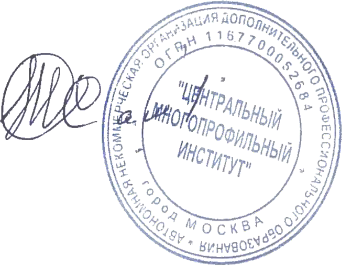 АВТОНОМНАЯ НЕКОММЕРЧЕСКАЯ ОРГАНИЗАЦИЯ ДОПОЛНИТЕЛЬНОГО ПРОФЕССИОНАЛЬНОГО ОБРАЗОВАНИЯ *
ОГРН 1167700052684
"ЦЕНТРАЛЬНЫЙ
МНОГОПРОФИЛЬНЫЙ
ИНСТИТУТ"
город МОСКВА